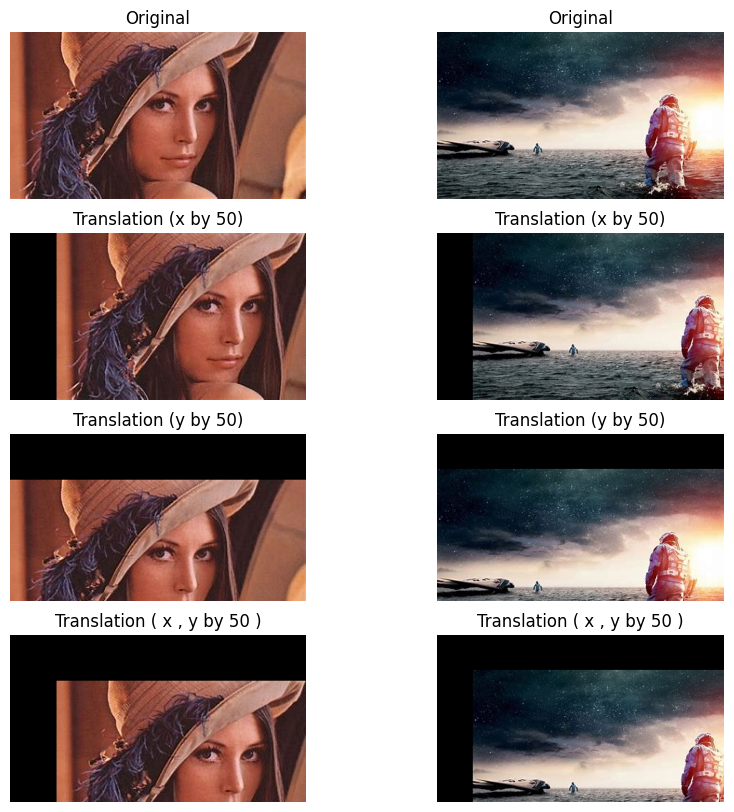 Original
Original
Translation (x by 50)
Translation (x by 50)
Translation (y by 50)
Translation (y by 50)
Translation ( x , y by 50 )
Translation ( x , y by 50 )